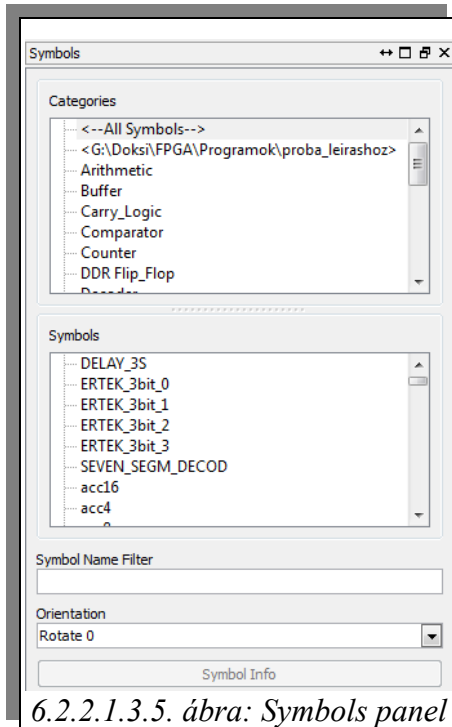 Symbols
Categories
<--All Symbols-->
<G:\Doksi\FPGA\Programok\proba_leirashoz>
Arithmetic
Buffer
Carry_Logic
Comparator
Counter
DDR Flip_Flop
Decoder
Symbols
DELAY_3S
ERTEK_3bit_0
ERTEK_3bit_1
ERTEK_3bit_2
ERTEK_3bit_3
SEVEN_SEGM_DECOD
acc16
acc4
Symbol Name Filter
Orientation
Rotate 0
Symbol Info
6.2.2.1.3.5. ábra: Symbols panel